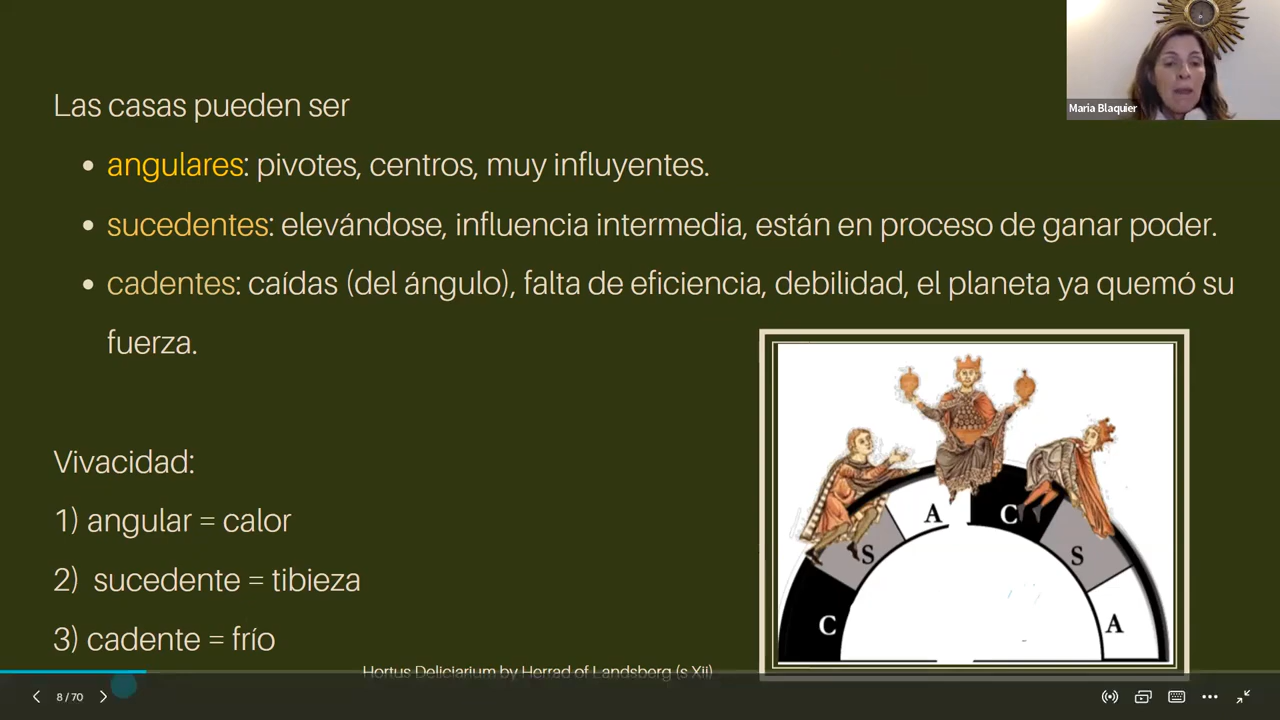 Maria Blaquier
Las casas pueden ser
• angulares: pivotes, centros, muy influyentes.
• sucedentes: elevándose, influencia intermedia, están en proceso de ganar poder.
• cadentes: caídas (del ángulo), falta de eficiencia, debilidad, el planeta ya quemó su
fuerza.
Vivacidad:
1) angular = calor
2) sucedente = tibieza
3) cadente = frío
A
C
S
S
C
A
Hortus Deliciarium by Herrad of Landsberg (s Xii)
8 / 70